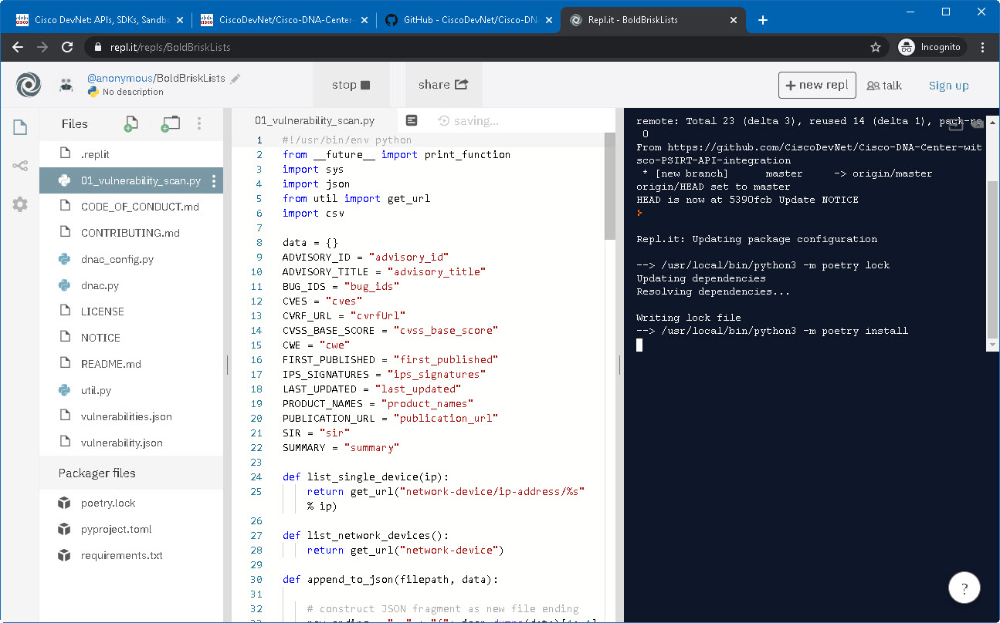 Cisco DevNet: APIs, SDKs, Sandb
CiscoDevNet/Cisco-DNA-Center
GitHub - CiscoDevNet/Cisco-DN
Repl.it - BoldBriskLists
repl.it/repls/BoldBriskLists
Incognito
@anonymous/BoldBriskLists
No description
stop
share
+ new repl
talk
Sign up
Files
.replit
01_vulnerability_scan.py
CODE_OF_CONDUCT.md
CONTRIBUTING.md
dnac_config.py
dnac.py
LICENSE
NOTICE
README.md
util.py
vulnerabilities.json
vulnerability.json
Packager files
poetry.lock
pyproject.toml
requirements.txt
01_vulnerability_scan.py
saving...
1 #!/usr/bin/env python
2 from __future__ import print_function
3 import sys
4 import json
5 from util import get_url
6 import csv
7
8 data = {}
9 ADVISORY_ID = "advisory_id"
10 ADVISORY_TITLE = "advisory_title"
11 BUG_IDS = "bug_ids"
12 CVES = "cves"
13 CVRF_URL = "cvrfUrl"
14 CVSS_BASE_SCORE = "cvss_base_score"
15 CWE = "cwe"
16 FIRST_PUBLISHED = "first_published"
17 IPS_SIGNATURES = "ips_signatures"
18 LAST_UPDATED = "last_updated"
19 PRODUCT_NAMES = "product_names"
20 PUBLICATION_URL = "publication_url"
21 SIR = "sir"
22 SUMMARY = "summary"
23
24 def list_single_device(ip):
25 return get_url("network-device/ip-address/%s"
% ip)
26
27 def list_network_devices():
28 return get_url("network-device")
29
30 def append_to_json(filepath, data):
31
32 # construct JSON fragment as new file ending
remote: Total 23 (delta 3), reused 14 (delta 1), pack-re
0
From https://github.com/CiscoDevNet/Cisco-DNA-Center-wit
sco-PSIRT-API-integration
* [new branch] master -> origin/master
origin/HEAD set to master
HEAD is now at 5390fcb Update NOTICE
Repl.it: Updating package configuration
--> /usr/local/bin/python3 -m poetry lock
Updating dependencies
Resolving dependencies...
Writing lock file
--> /usr/local/bin/python3 -m poetry install
?